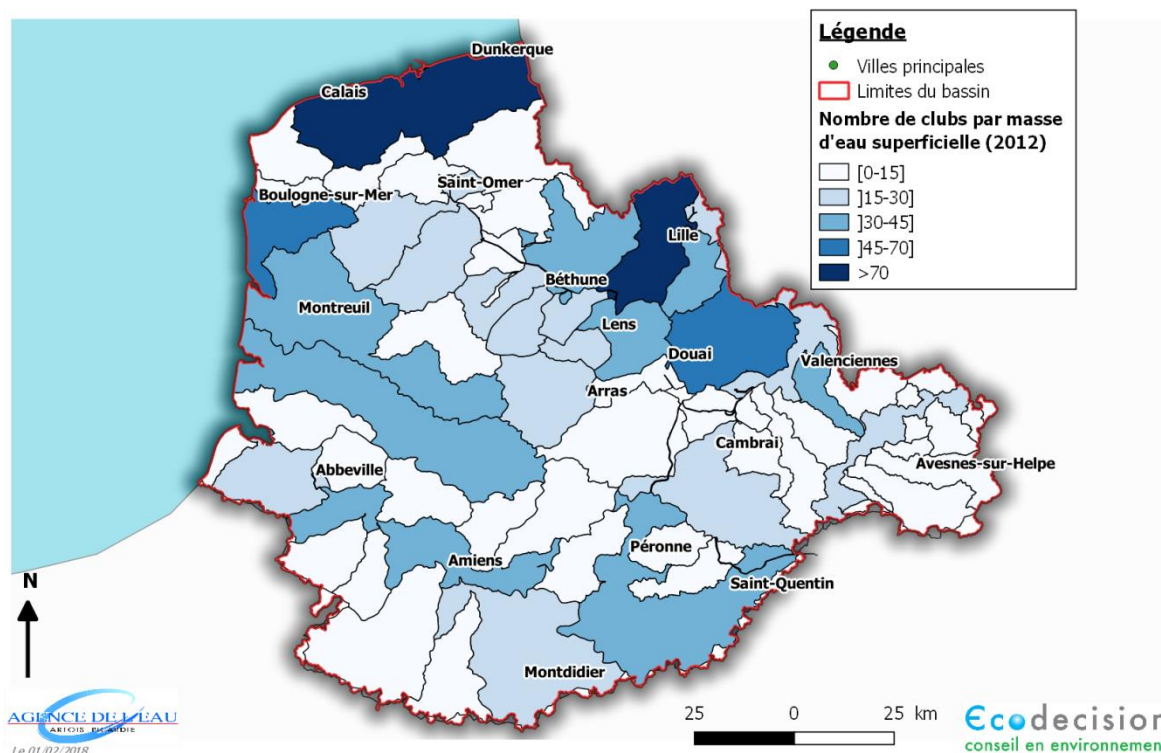 Légende
Villes principales
Limites du bassin
Nombre de clubs par masse
d'eau superficielle (2012)
[0-15]
]15-30]
]30-45]
]45-70]
>70
Dunkerque
Calais
Saint-Omer
Boulogne-sur-Mer
Lille
Béthune
Montreuil
Lens
Douai
Valenciennes
Arras
Cambrai
Abbeville
Avesnes-sur-Helpe
Péronne
Amiens
Saint-Quentin
Montdidier
N
25 0 25 km
AGENCE DE L'EAU
ARTOIS PICARDIE
Le 01/02/2018
Ecodecision
conseil en environnemen